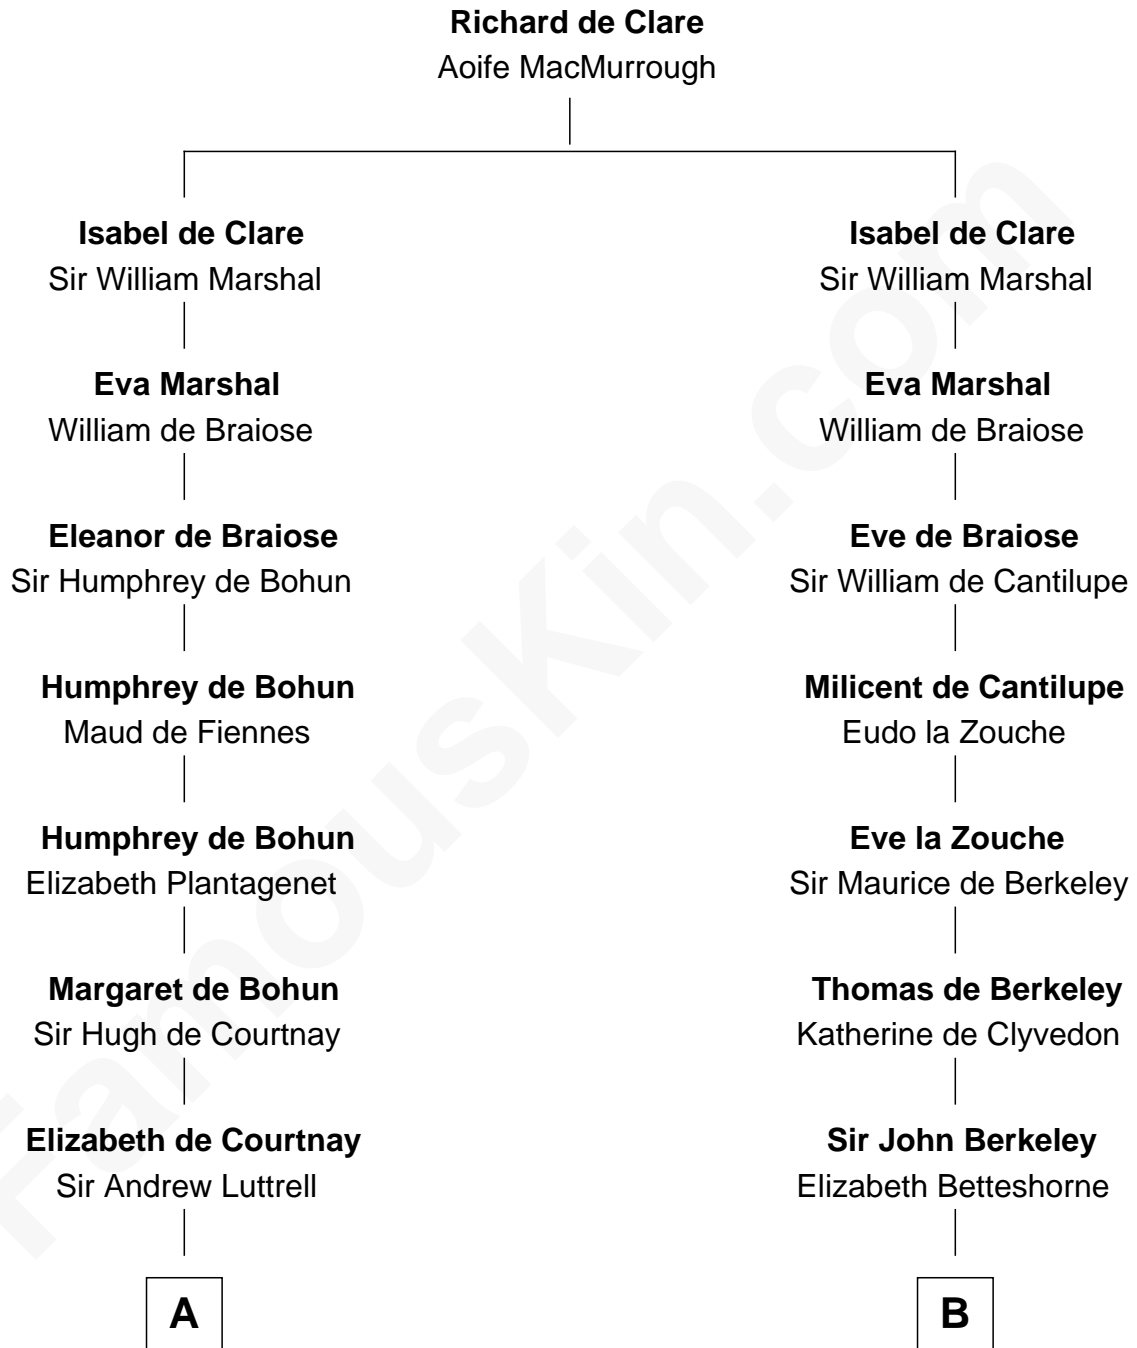 Richard de Clare
Aoife MacMurrough
Isabel de Clare
Sir William Marshal
Eva Marshal
William de Braiose
Eleanor de Braiose
Sir Humphrey de Bohun
Humphrey de Bohun
Maud de Fiennes
Humphrey de Bohun
Elizabeth Plantagenet
Margaret de Bohun
Sir Hugh de Courtnay
Elizabeth de Courtnay
Sir Andrew Luttrell
A
Isabel de Clare
Sir William Marshal
Eva Marshal
William de Braiose
Eve de Braiose
Sir William de Cantilupe
Milicent de Cantilupe
Eudo la Zouche
Eve la Zouche
Sir Maurice de Berkeley
Thomas de Berkeley
Katherine de Clyvedon
Sir John Berkeley
Elizabeth Betteshorne
B
FamousKin.com